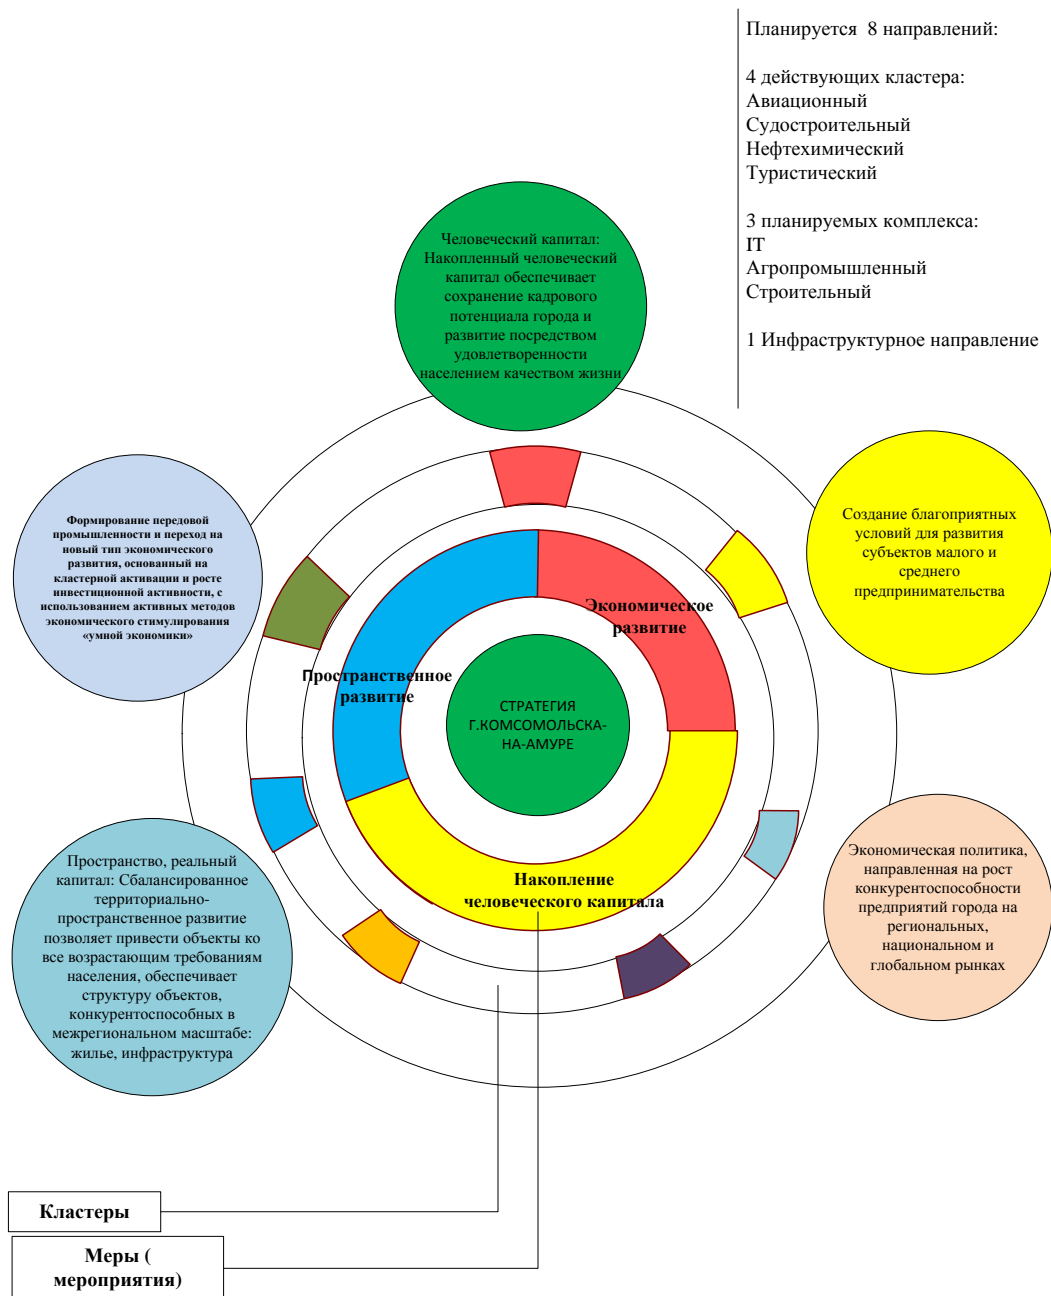 Планируется 8 направлений:
4 действующих кластера:
Авиационный
Судостроительный
Нефтехимический
Туристический
3 планируемых комплекса:
IT
Агропромышленный
Строительный
1 Инфраструктурное направление
Человеческий капитал:
Накопленный человеческий
капитал обеспечивает
сохранение кадрового
потенциала города и
развитие посредством
удовлетворенности
населением качеством жизни
Формирование передовой
промышленности и переход на
новый тип экономического
развития, основанный на
кластерной активации и росте
инвестиционной активности, с
использованием активных методов
экономического стимулирования
«умной экономики»
Создание благоприятных
условий для развития
субъектов малого и
среднего
предпринимательства
Экономическое
развитие
Пространственное
развитие
СТРАТЕГИЯ
Г.КОМСОМОЛЬСКА-
НА-АМУРЕ
Накопление
человеческого капитала
Пространство, реальный
капитал: Сбалансированное
территориально-
пространственное развитие
позволяет привести объекты ко
все возрастающим требованиям
населения, обеспечивает
структуру объектов,
конкурентоспособных в
межрегиональном масштабе:
жилье, инфраструктура
Экономическая политика,
направленная на рост
конкурентоспособности
предприятий города на
региональных,
национальном и
глобальном рынках
Кластеры
Меры (
мероприятия)